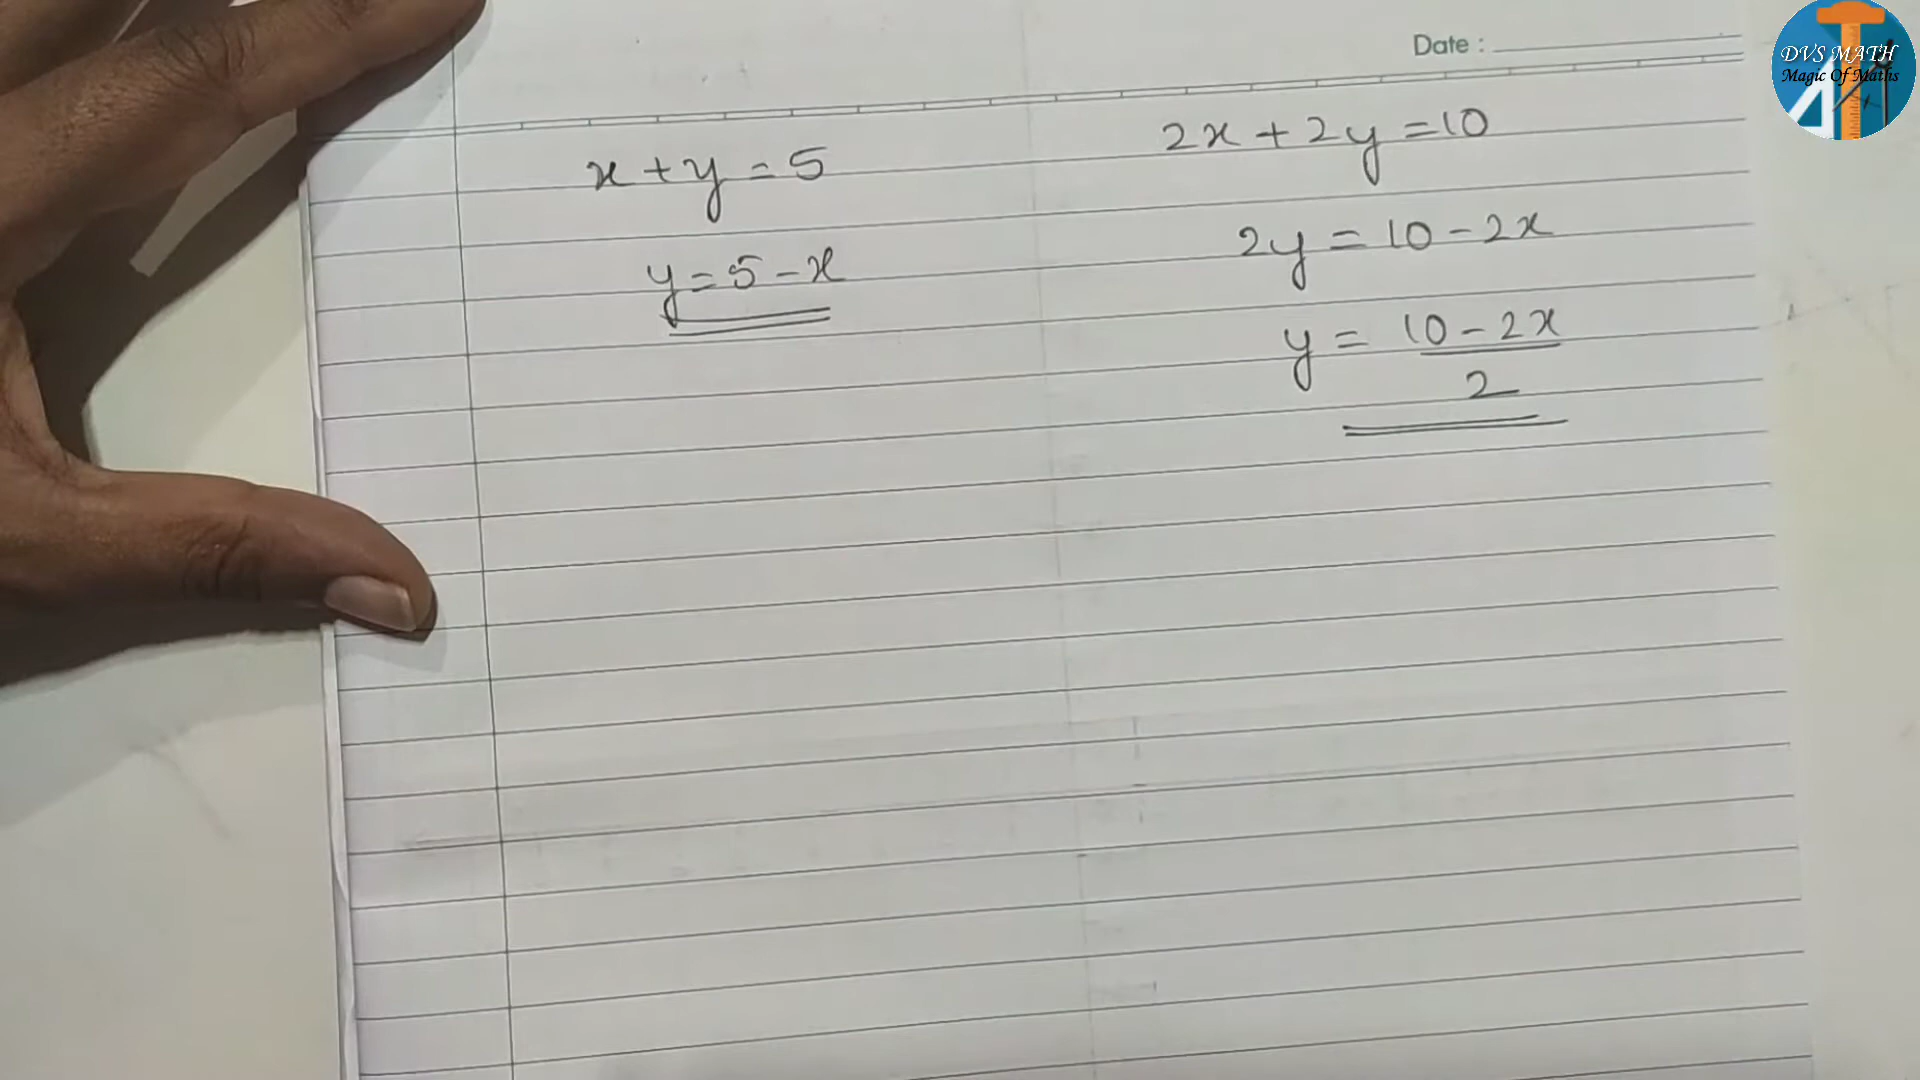 DVS MATH
Magic Of Maths
Date :
x + y = 5
y = 5 - x
2x + 2y = 10
2y = 10 - 2x
y = 10 - 2x
2